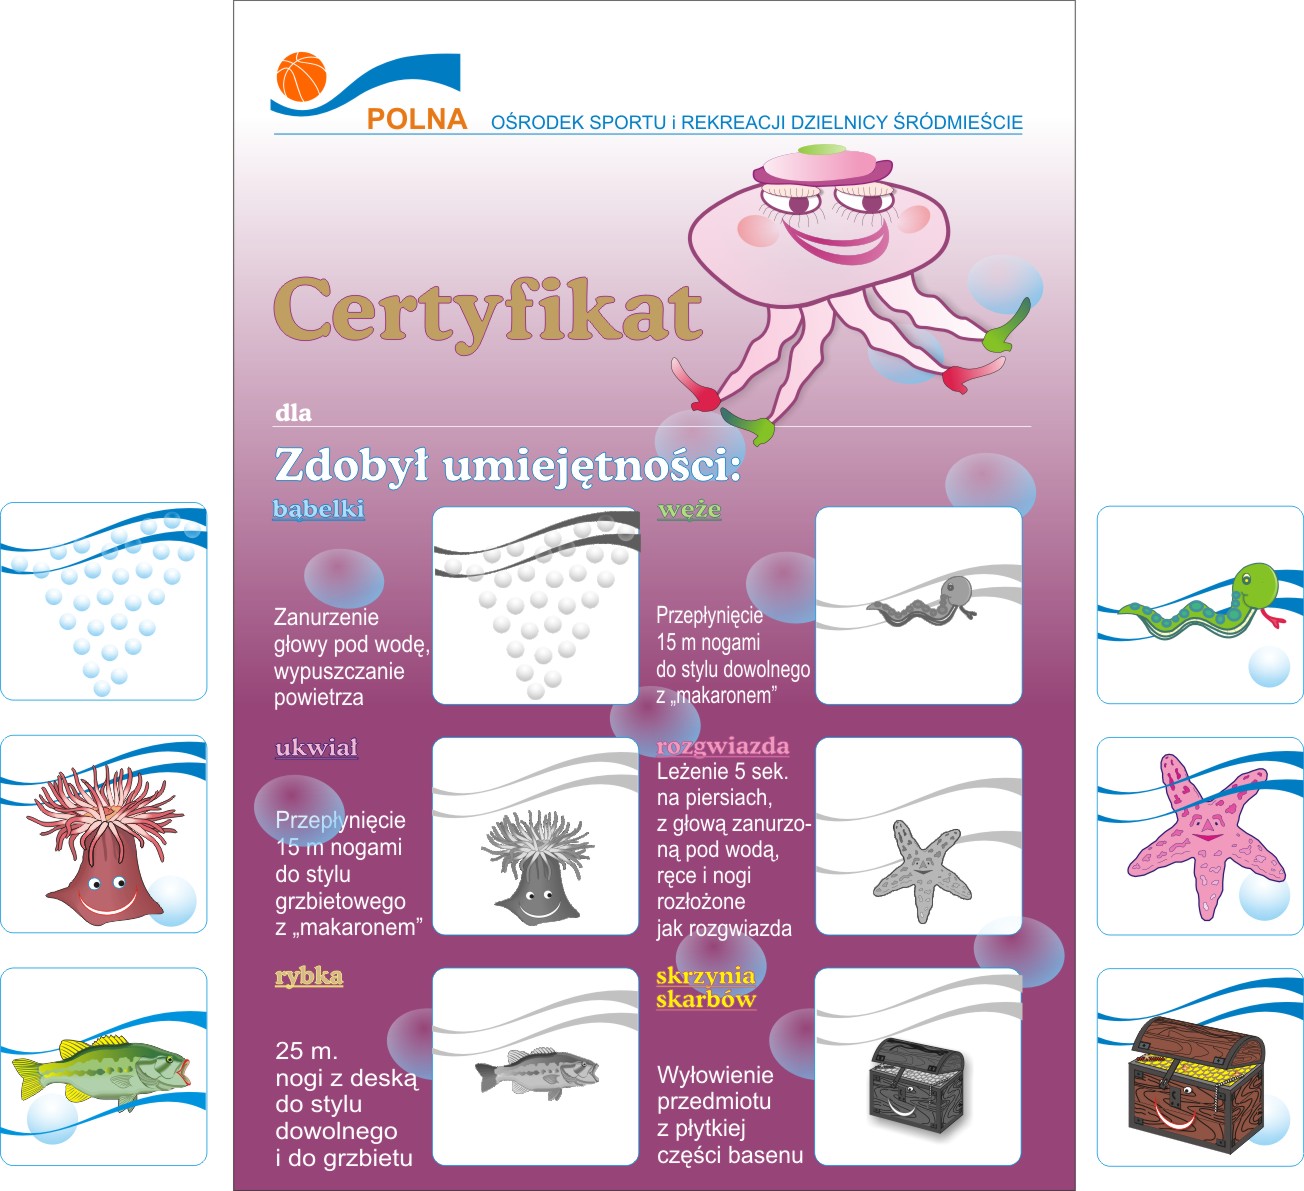 POLNA
OŚRODEK SPORTU i REKREACJI DZIELNICY ŚRÓDMIEŚCIE
Certyfikat
dla
Zdobył umiejętności:
bąbelki
Zanurzenie
głowy pod wodę,
wypuszczanie
powietrza
węże
Przepłynięcie
15 m nogami
do stylu dowolnego
z „makaronem”
ukwiał
Przepłynięcie
15 m nogami
do stylu
grzbietowego
z „makaronem”
rozgwiazda
Leżenie 5 sek.
na piersiach,
z głową zanurzo-
ną pod wodą,
ręce i nogi
rozłożone
jak rozgwiazda
rybka
25 m.
nogi z deską
do stylu
dowolnego
i do grzbietu
skrzynia
skarbów
Wyłowienie
przedmiotu
z płytkiej
części basenu